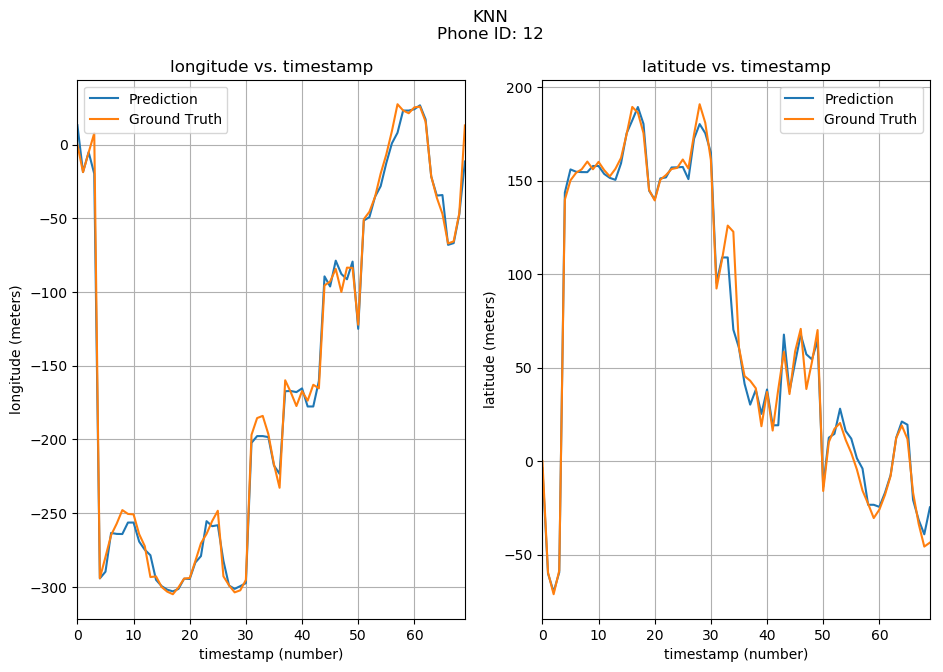 KNN
Phone ID: 12
longitude vs. timestamp
Prediction
Ground Truth
longitude (meters)
0
−50
−100
−150
−200
−250
−300
0
10
20
30
40
50
60
timestamp (number)
latitude vs. timestamp
Prediction
Ground Truth
latitude (meters)
200
150
100
50
0
−50
0
10
20
30
40
50
60
timestamp (number)